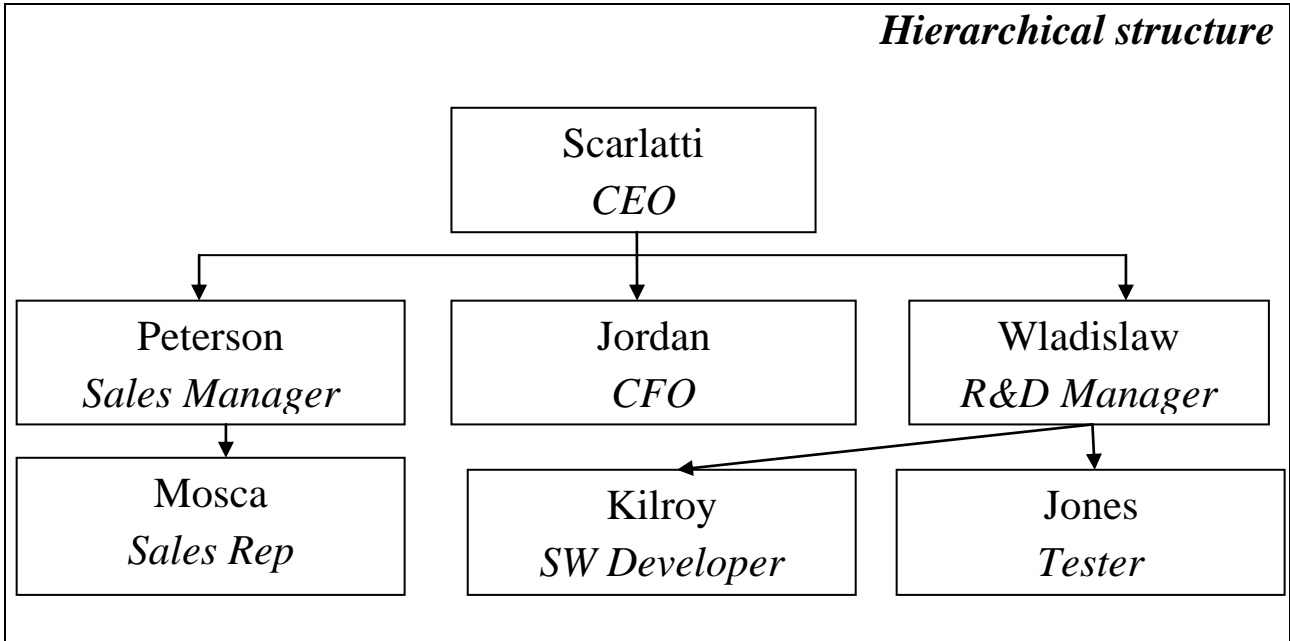 Hierarchical structure
Scarlatti
CEO
Peterson
Sales Manager
Jordan
CFO
Wladislaw
R&D Manager
Mosca
Sales Rep
Kilroy
SW Developer
Jones
Tester